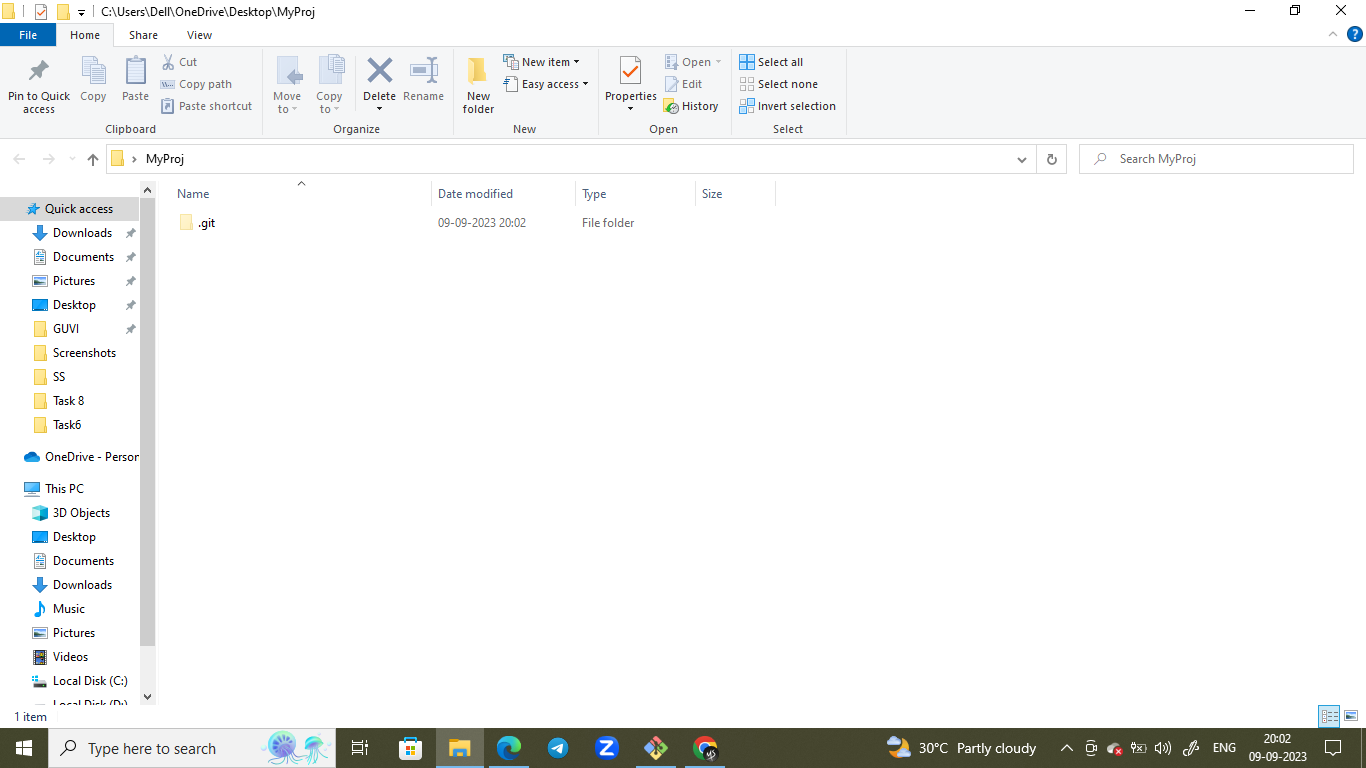 C:\Users\Dell\OneDrive\Desktop\MyProj
File Home Share View
Pin to Quick access
Copy
Paste
Cut
Copy path
Paste shortcut
Clipboard
Move to
Copy to
Delete
Rename
Organize
New folder
New item
Easy access
New
Properties
Open
Edit
History
Open
Select all
Select none
Invert selection
Select
MyProj
Search MyProj
Name Date modified Type Size
.git 09-09-2023 20:02 File folder
Quick access
Downloads
Documents
Pictures
Desktop
GUVI
Screenshots
SS
Task 8
Task6
OneDrive - Person
This PC
3D Objects
Desktop
Documents
Downloads
Music
Pictures
Videos
Local Disk (C:)
Local Disk (D:)
1 item
Type here to search
30°C Partly cloudy
ENG
20:02
09-09-2023